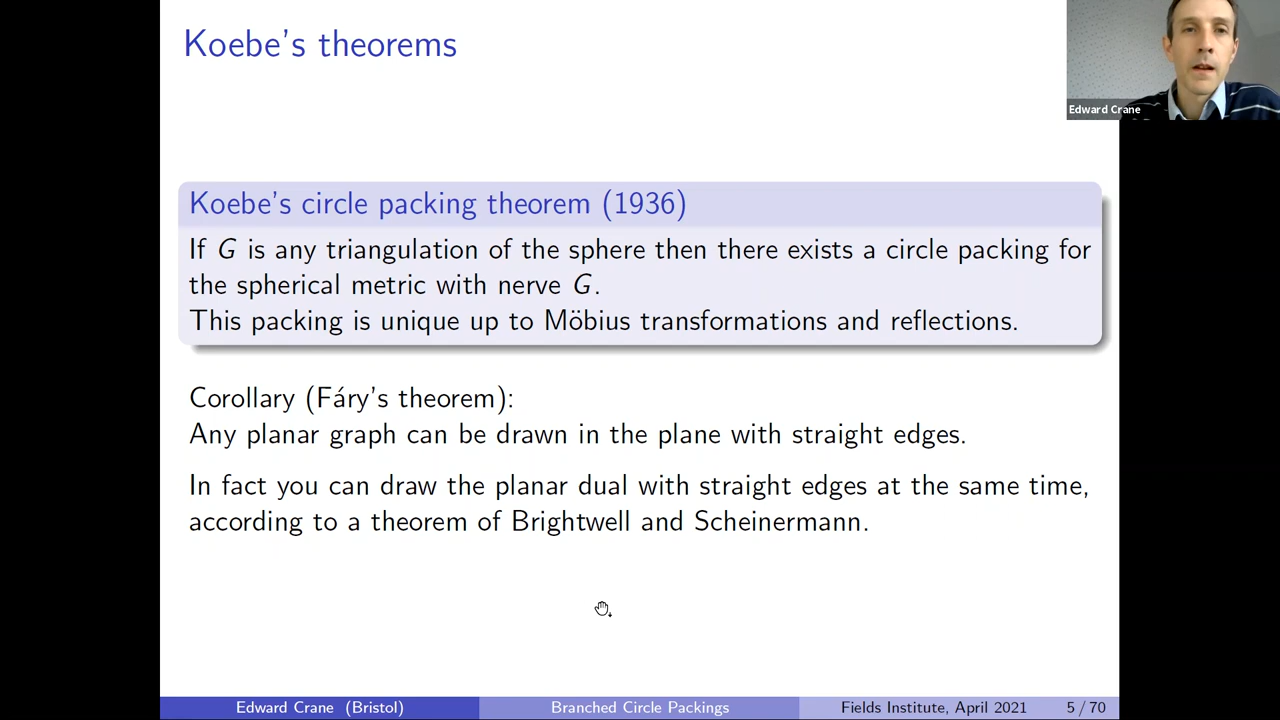 Koebe's theorems
Edward Crane
Koebe's circle packing theorem (1936)
If G is any triangulation of the sphere then there exists a circle packing for
the spherical metric with nerve G.
This packing is unique up to Möbius transformations and reflections.
Corollary (Fáry's theorem):
Any planar graph can be drawn in the plane with straight edges.
In fact you can draw the planar dual with straight edges at the same time,
according to a theorem of Brightwell and Scheinermann.
Edward Crane (Bristol) Branched Circle Packings Fields Institute, April 2021 5 / 70